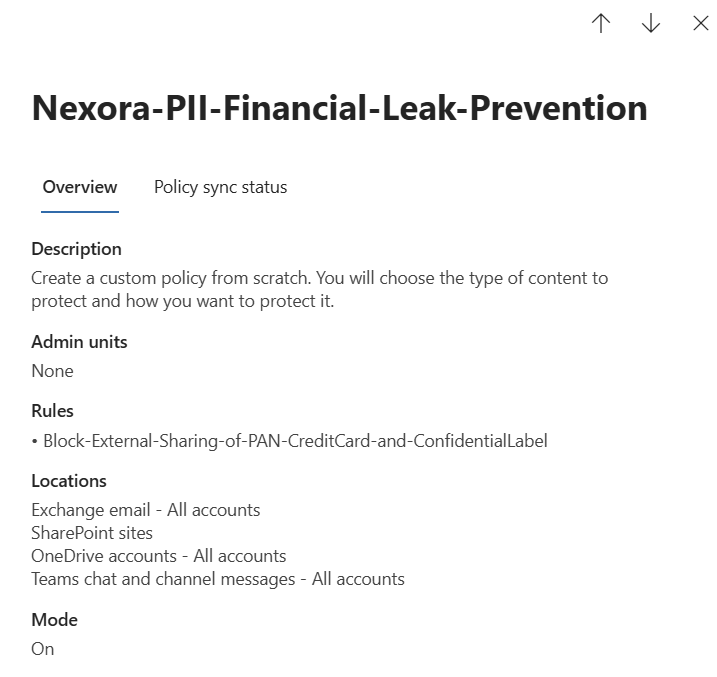 Nexora-PII-Financial-Leak-Prevention
Overview
Policy sync status
Description
Create a custom policy from scratch. You will choose the type of content to
protect and how you want to protect it.
Admin units
None
Rules
• Block-External-Sharing-of-PAN-CreditCard-and-ConfidentialLabel
Locations
Exchange email - All accounts
SharePoint sites
OneDrive accounts - All accounts
Teams chat and channel messages - All accounts
Mode
On